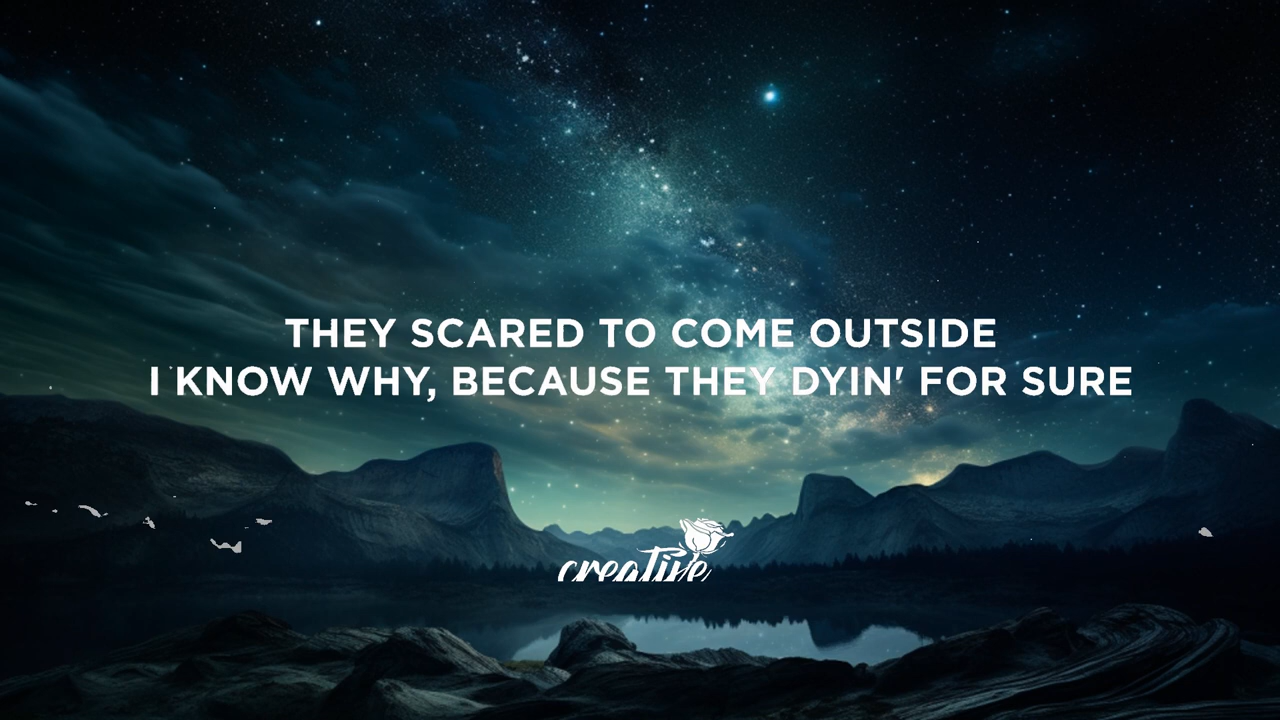 THEY SCARED TO COME OUTSIDE
I KNOW WHY, BECAUSE THEY DYIN' FOR SURE
creative